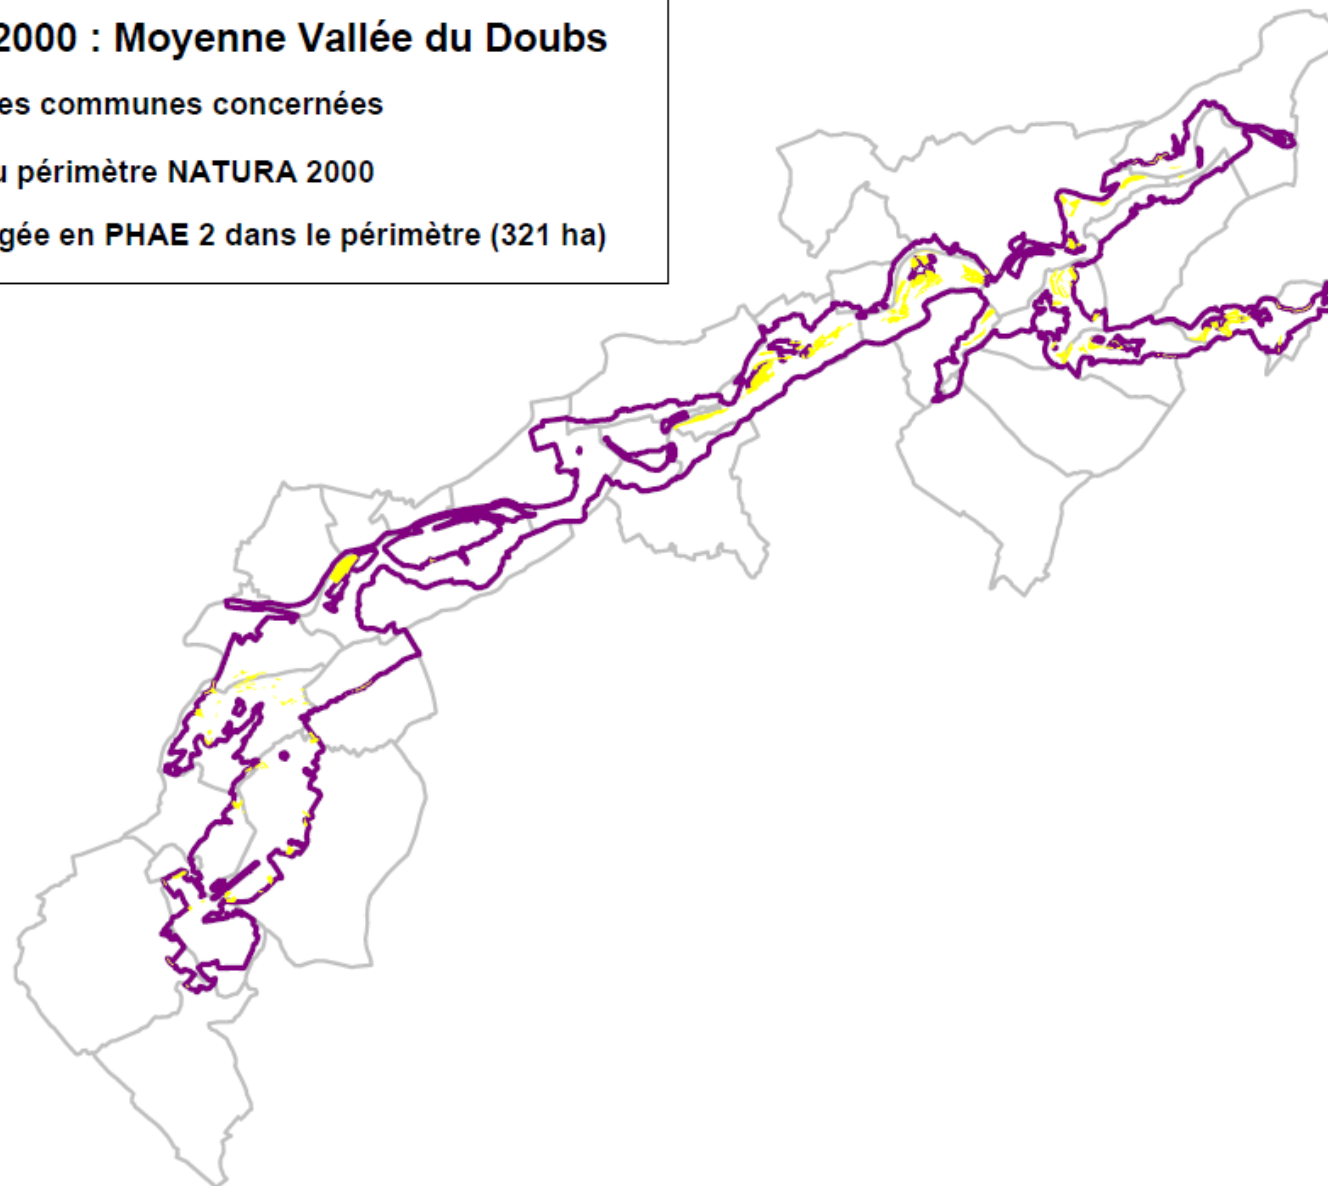 2000 : Moyenne Vallée du Doubs
es communes concernées
u périmètre NATURA 2000
gée en PHAE 2 dans le périmètre (321 ha)